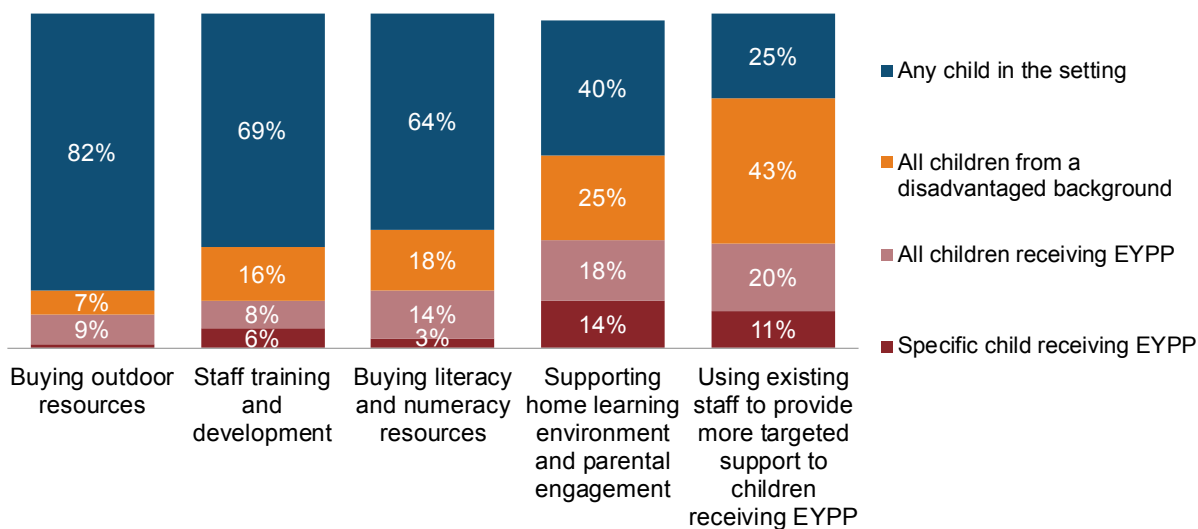 82%
7%
9%
69%
16%
8%
6%
64%
18%
14%
3%
40%
25%
18%
14%
25%
43%
20%
11%
Any child in the setting
All children from a
disadvantaged background
All children receiving EYPP
Specific child receiving EYPP
Buying outdoor
resources
Staff training
and
development
Buying literacy
and numeracy
resources
Supporting
home learning
environment
and parental
engagement
Using existing
staff to provide
more targeted
support to
children
receiving EYPP